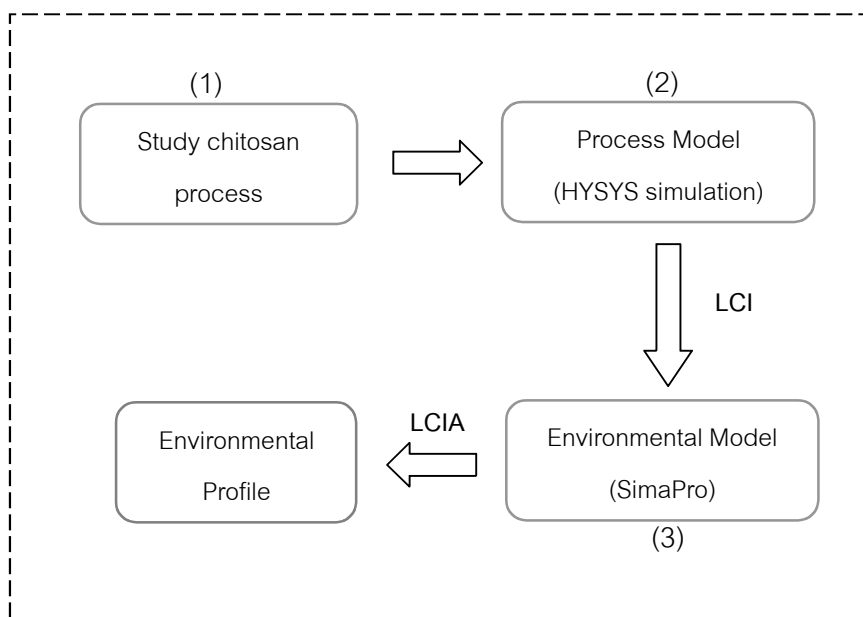 (1)
Study chitosan
process
(2)
Process Model
(HYSYS simulation)
LCI
Environmental Model
(SimaPro)
(3)
LCIA
Environmental
Profile